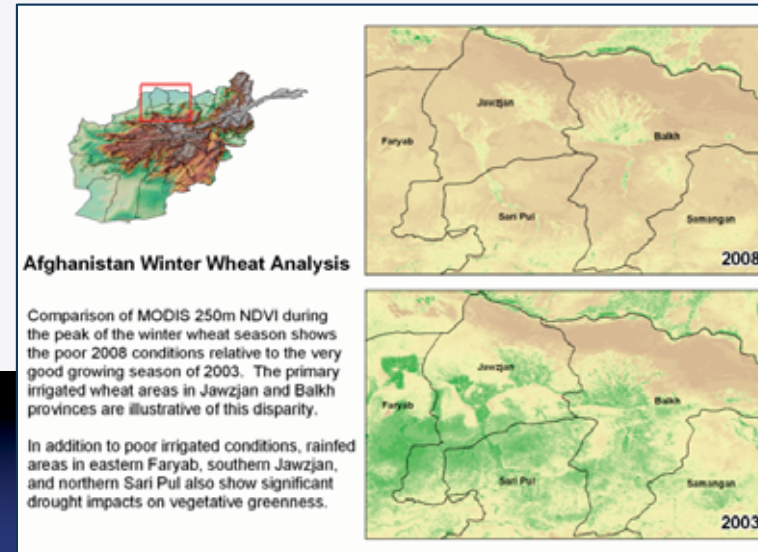 Afghanistan Winter Wheat Analysis
Comparison of MODIS 250m NDVI during
the peak of the winter wheat season shows
the poor 2008 conditions relative to the very
good growing season of 2003. The primary
irrigated wheat areas in Jawzjan and Balkh
provinces are illustrative of this disparity.
In addition to poor irrigated conditions, rainfed
areas in eastern Faryab, southern Jawzjan,
and northern Sari Pul also show significant
drought impacts on vegetative greenness.
Jawzjan
Faryab
Balkh
Sari Pul
Samangan
2008
Jawzjan
Faryab
Balkh
Sari Pul
Samangan
2003